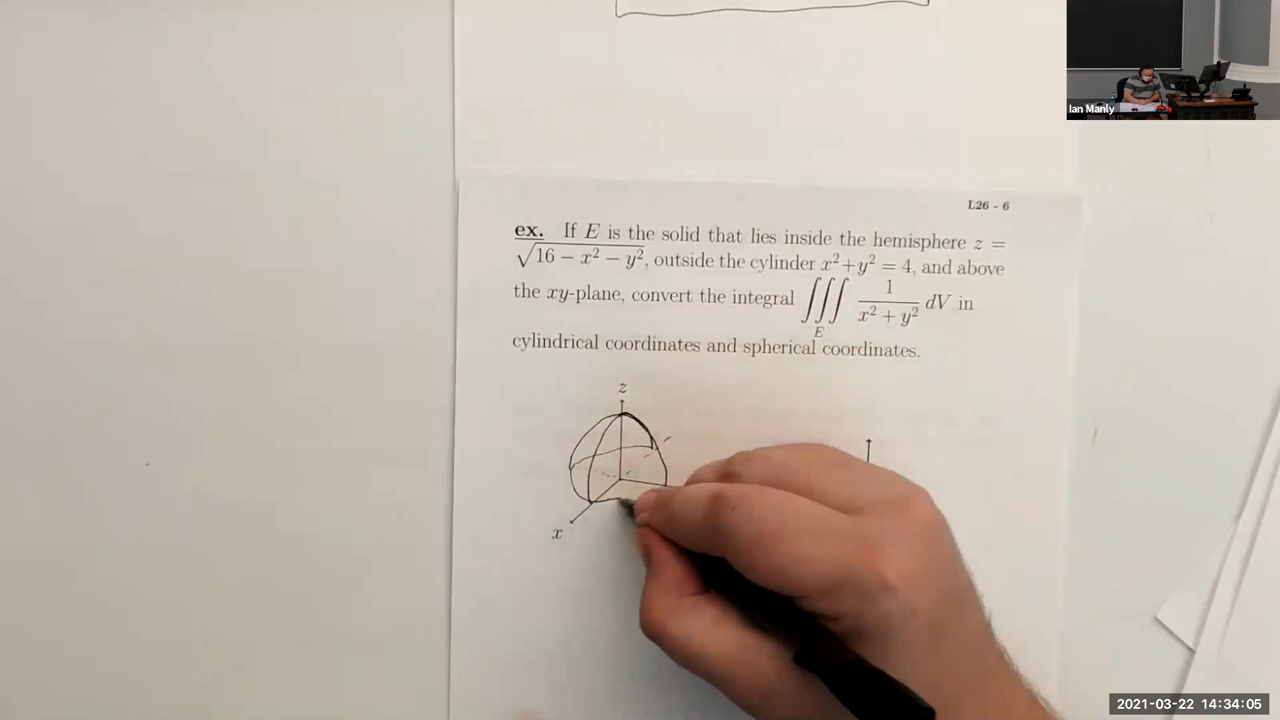 Ian Manly
L26 - 6
ex. If E is the solid that lies inside the hemisphere z =
√(16 − x² − y²), outside the cylinder x²+y² = 4, and above
the xy-plane, convert the integral ∭_E 1/(x² + y²) dV in
cylindrical coordinates and spherical coordinates.
z
x
2021-03-22 14:34:05